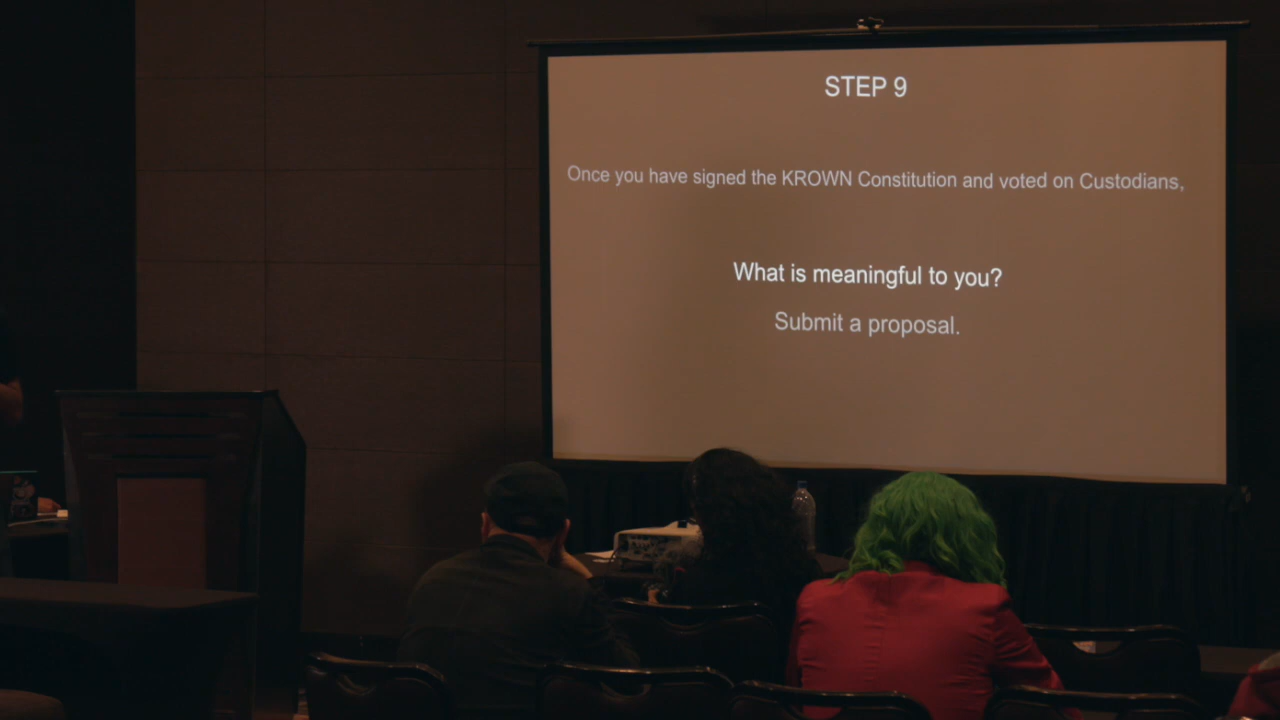 STEP 9
Once you have signed the KROWN Constitution and voted on Custodians,
What is meaningful to you?
Submit a proposal.